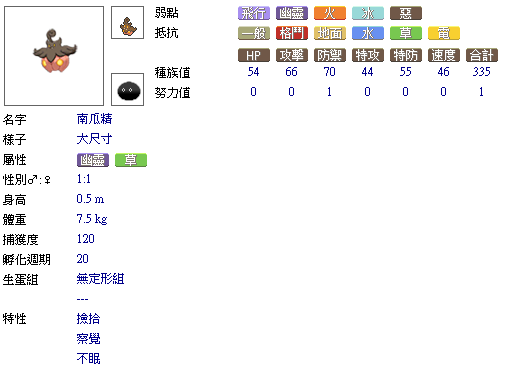 弱點 飛行 幽靈 火 冰 惡
抵抗 一般 格鬥 地面 水 草 電
HP 攻擊 防禦 特攻 特防 速度 合計
種族值 54 66 70 44 55 46 335
努力值 0 0 1 0 0 0 1
名字 南瓜精
樣子 大尺寸
屬性 幽靈 草
性別♂:♀ 1:1
身高 0.5 m
體重 7.5 kg
捕獲度 120
孵化週期 20
生蛋組 無定形組
---
特性 撿拾
察覺
不眠